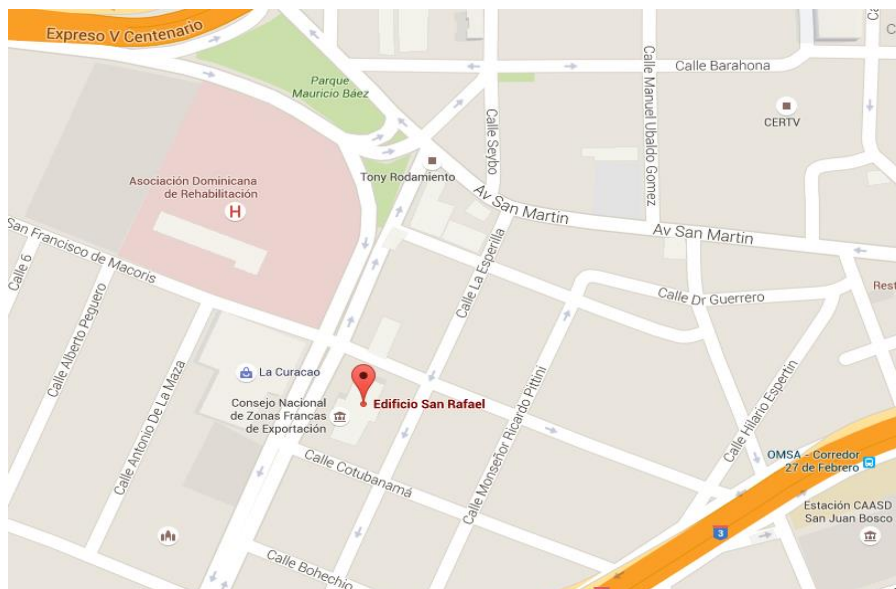 Expreso V Centenario
Parque
Mauricio Báez
Calle Barahona
Calle Manuel Ubaldo Gomez
CERTV
Calle Seybo
Tony Rodamiento
Asociación Dominicana
de Rehabilitación
H
Av San Martin
Av San Martin
San Francisco de Macoris
Calle 6
Calle La Esperilla
Calle Dr Guerrero
Rest
Calle Alberto Peguero
La Curacao
Calle Antonio De La Maza
Consejo Nacional
de Zonas Francas
de Exportación
Edificio San Rafael
Calle Monseñor Ricardo Pittini
Calle Hilario Espertin
OMSA - Corredor
27 de Febrero
Calle Cotubanamá
Estación CAASD
San Juan Bosco
3
Calle Bohechio